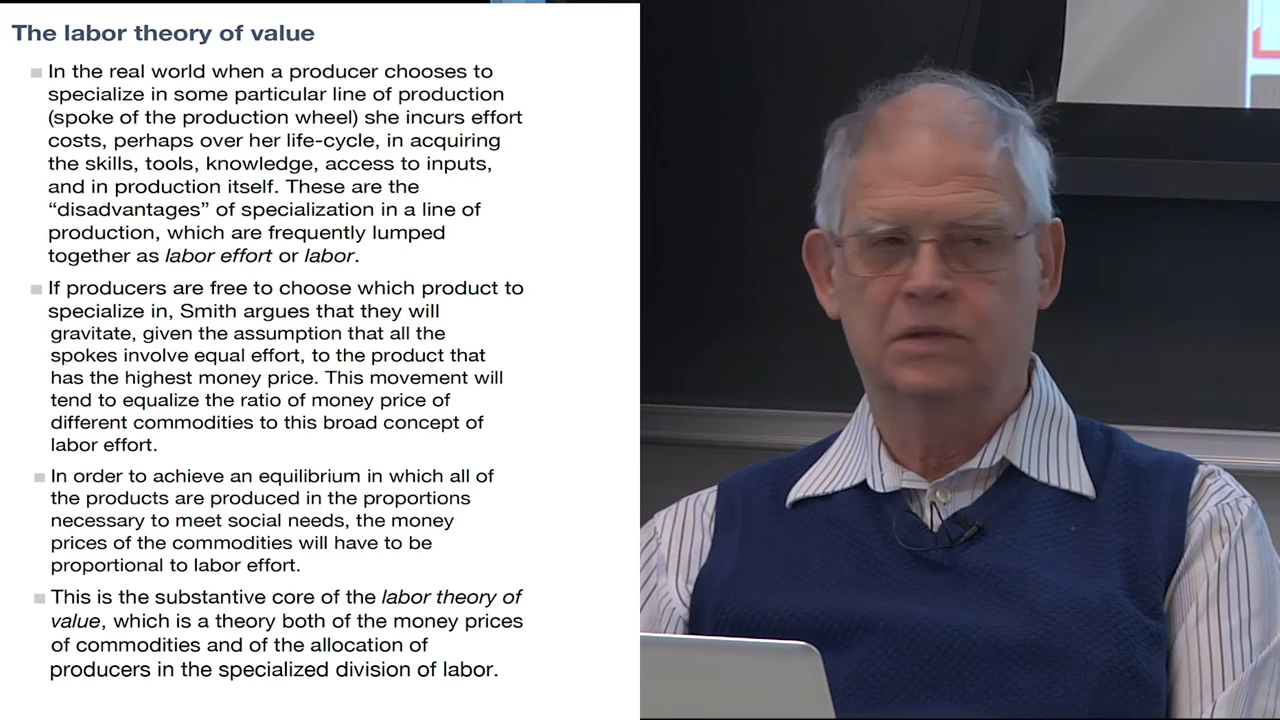 The labor theory of value
In the real world when a producer chooses to
specialize in some particular line of production
(spoke of the production wheel) she incurs effort
costs, perhaps over her life-cycle, in acquiring
the skills, tools, knowledge, access to inputs,
and in production itself. These are the
“disadvantages” of specialization in a line of
production, which are frequently lumped
together as labor effort or labor.
If producers are free to choose which product to
specialize in, Smith argues that they will
gravitate, given the assumption that all the
spokes involve equal effort, to the product that
has the highest money price. This movement will
tend to equalize the ratio of money price of
different commodities to this broad concept of
labor effort.
In order to achieve an equilibrium in which all of
the products are produced in the proportions
necessary to meet social needs, the money
prices of the commodities will have to be
proportional to labor effort.
This is the substantive core of the labor theory of
value, which is a theory both of the money prices
of commodities and of the allocation of
producers in the specialized division of labor.